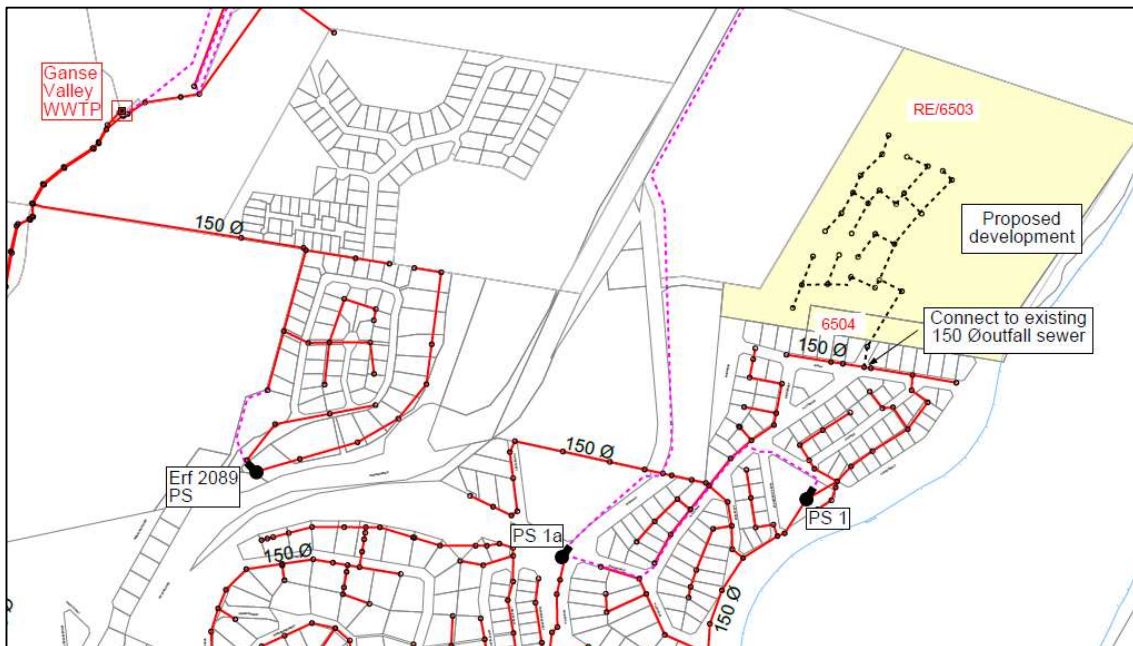 Ganse
Valley
WWTP
RE/6503
Proposed
development
150 Ø
6504
Connect to existing
150 Øoutfall sewer
150 Ø
150 Ø
Erf 2089
PS
PS 1
PS 1a
150 Ø
150 Ø
Ø